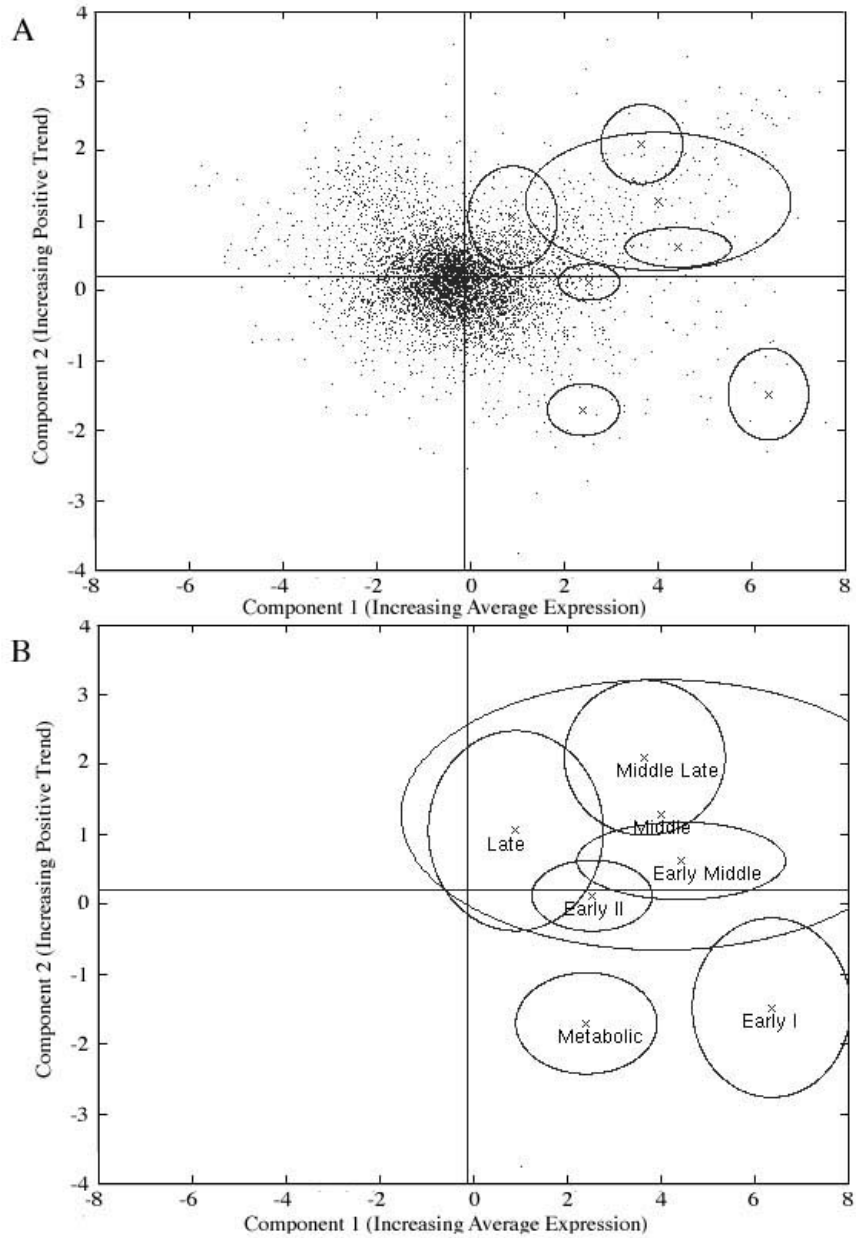 A
Component 2 (Increasing Positive Trend)
4
3
2
1
0
-1
-2
-3
-4
-8
-6
-4
-2
0
2
4
6
8
Component 1 (Increasing Average Expression)
B
Component 2 (Increasing Positive Trend)
4
3
2
1
0
-1
-2
-3
-4
Middle Late
Middle
Late
Early Middle
Early II
Metabolic
Early I
-8
-6
-4
-2
0
2
4
6
8
Component 1 (Increasing Average Expression)